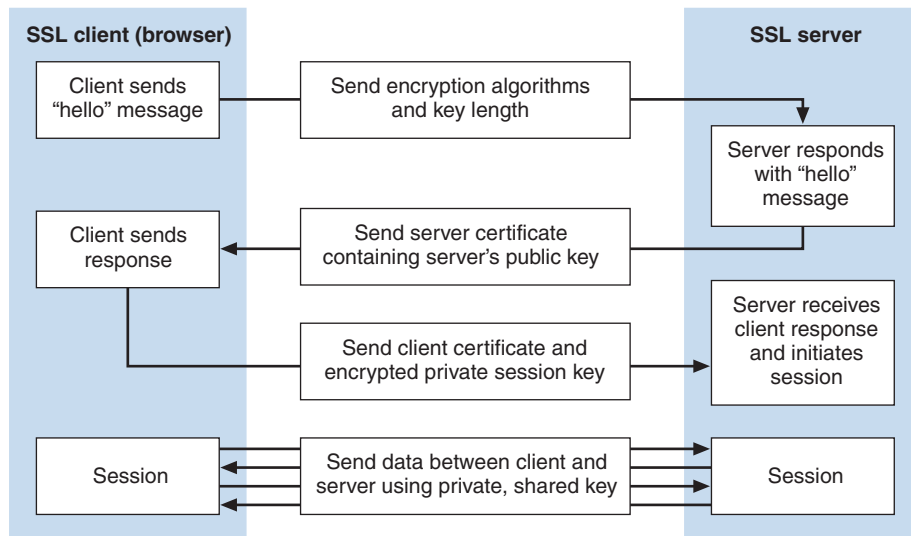 SSL client (browser)
SSL server
Client sends
“hello” message
Send encryption algorithms
and key length
Server responds
with “hello”
message
Send server certificate
containing server’s public key
Client sends
response
Send client certificate and
encrypted private session key
Server receives
client response
and initiates
session
Session
Send data between client and
server using private, shared key
Session